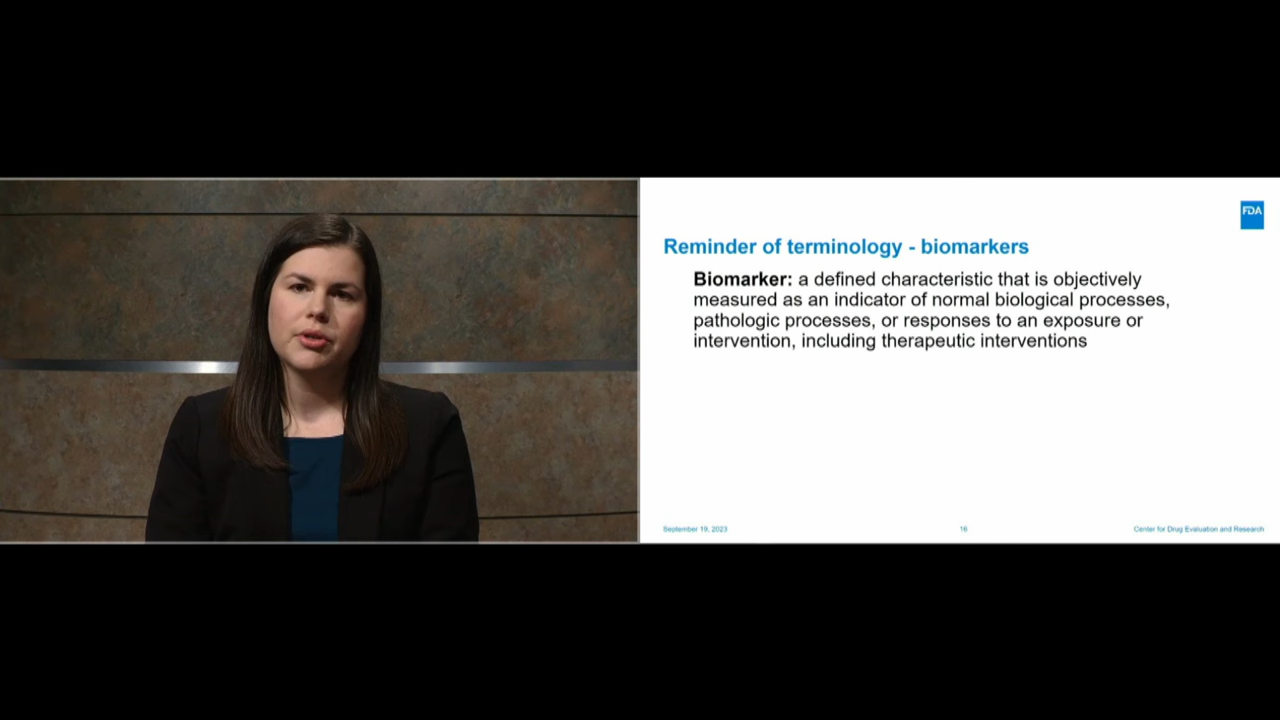 FDA
Reminder of terminology - biomarkers
Biomarker: a defined characteristic that is objectively
measured as an indicator of normal biological processes,
pathologic processes, or responses to an exposure or
intervention, including therapeutic interventions
September 19, 2023
16
Center for Drug Evaluation and Research